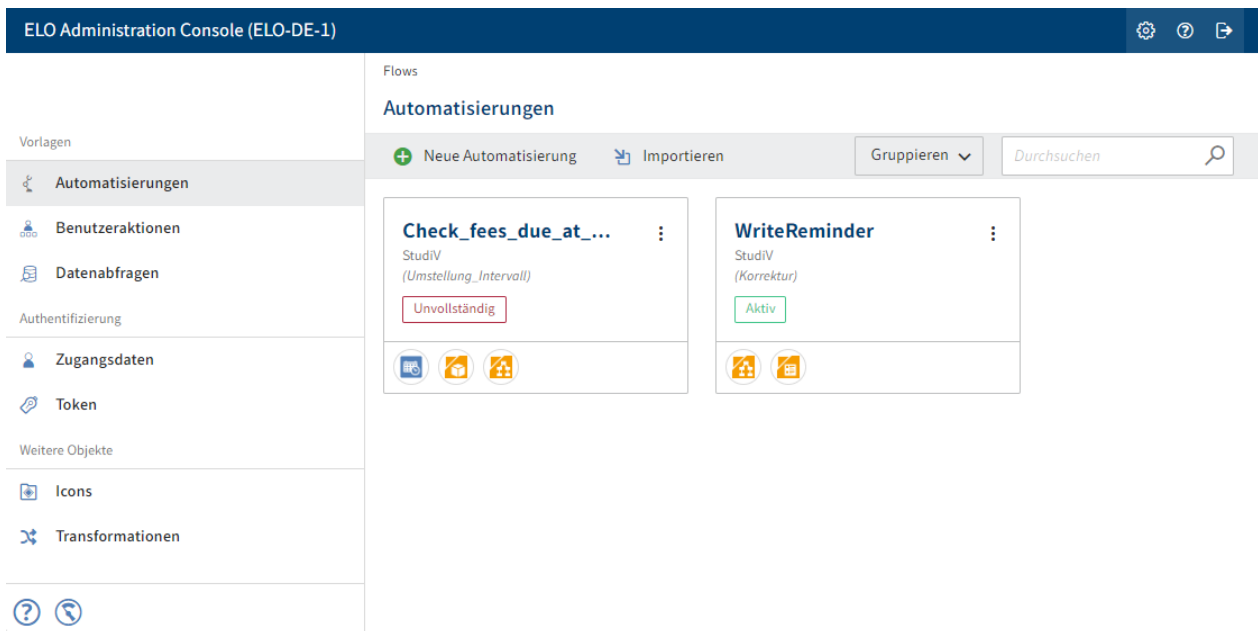 ELO Administration Console (ELO-DE-1)
Vorlagen
Automatisierungen
Benutzeraktionen
Datenabfragen
Authentifizierung
Zugangsdaten
Token
Weitere Objekte
Icons
Transformationen
Flows
Automatisierungen
Neue Automatisierung Importieren Gruppieren Durchsuchen
Check_fees_due_at_...
StudiV
(Umstellung_Intervall)
Unvollständig
WriteReminder
StudiV
(Korrektur)
Aktiv